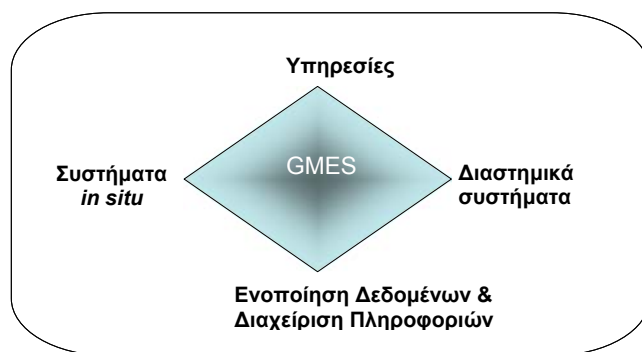 Υπηρεσίες
GMES
Συστήματα
in situ
Διαστημικά
συστήματα
Ενοποίηση Δεδομένων &
Διαχείριση Πληροφοριών